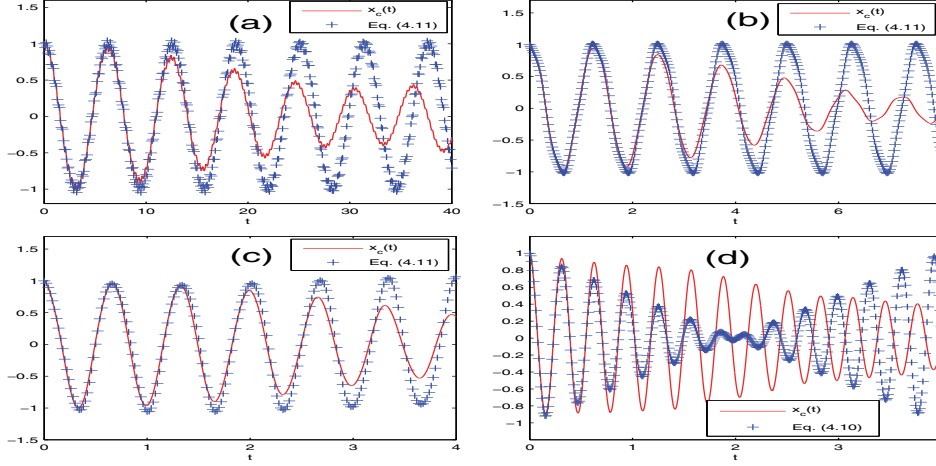 (a)
x_c(t)
Eq. (4.11)
1
0.5
0
−0.5
−1
−1.5
0 10 20 30 40
t
(b)
x_c(t)
Eq. (4.11)
1.5
1
0.5
0
−0.5
−1
−1.5
0 2 4 6
t
(c)
x_c(t)
Eq. (4.11)
1.5
1
0.5
0
−0.5
−1
−1.5
0 1 2 3 4
t
(d)
x_c(t)
Eq. (4.10)
1
0.8
0.6
0.4
0.2
0
−0.2
−0.4
−0.6
−0.8
−1
0 1 2 3
t